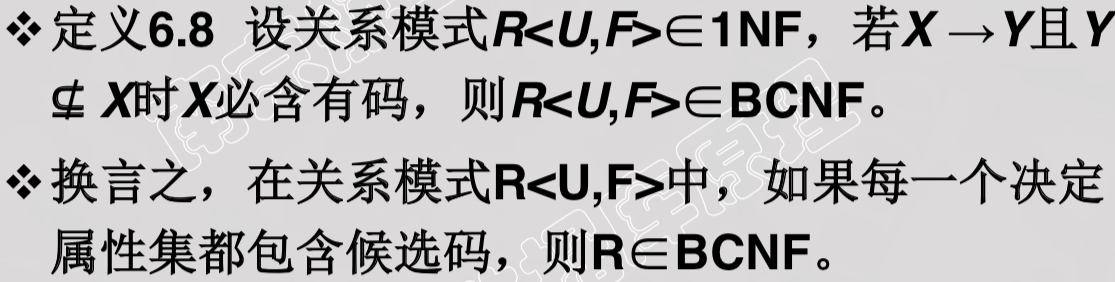 ❖定义6.8 设关系模式R<U,F>∈1NF，若X→Y且Y
⊈ X时X必含有码，则R<U,F>∈BCNF。
❖换言之，在关系模式R<U,F>中，如果每一个决定
属性集都包含候选码，则R∈BCNF。